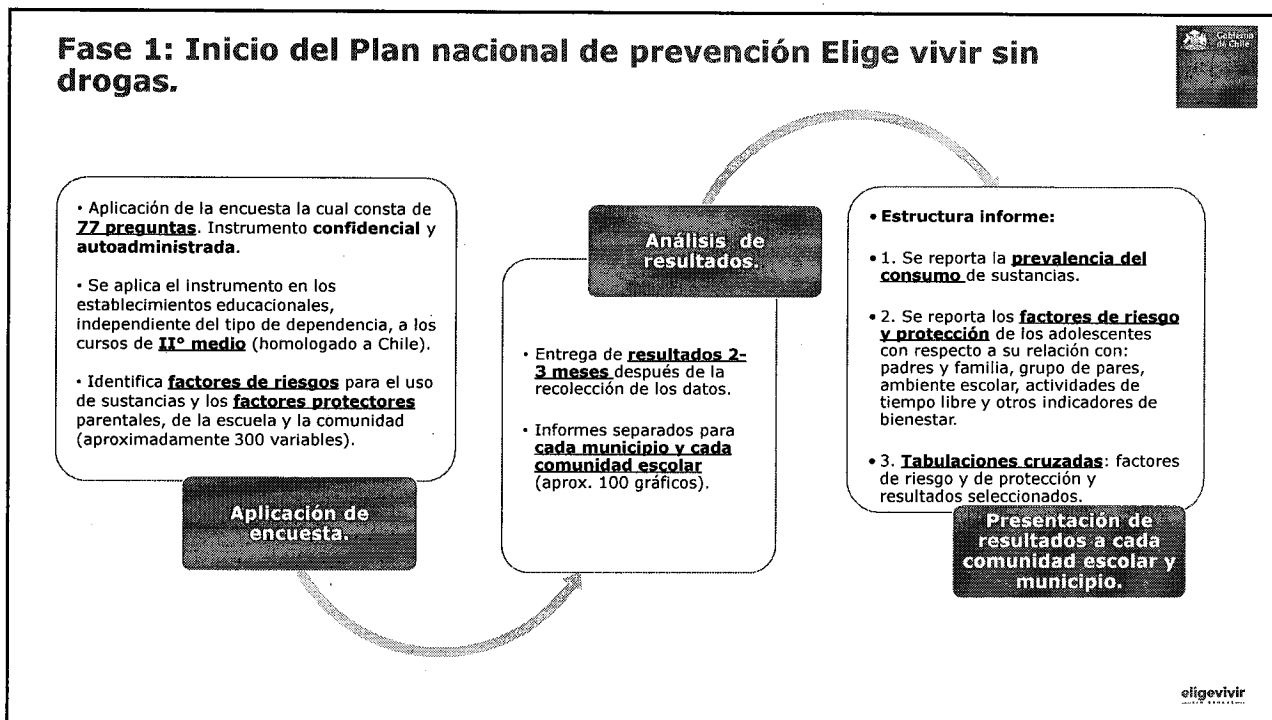 Fase 1: Inicio del Plan nacional de prevención Elige vivir sin
drogas.
Gobierno
de Chile
• Aplicación de la encuesta la cual consta de
77 preguntas. Instrumento confidencial y
autoadministrada.
• Se aplica el instrumento en los
establecimientos educacionales,
independiente del tipo de dependencia, a los
cursos de IIº medio (homologado a Chile).
• Identifica factores de riesgos para el uso
de sustancias y los factores protectores
parentales, de la escuela y la comunidad
(aproximadamente 300 variables).
Aplicación de
encuesta.
Análisis de
resultados.
• Entrega de resultados 2-
3 meses después de la
recolección de los datos.
• Informes separados para
cada municipio y cada
comunidad escolar
(aprox. 100 gráficos).
• Estructura informe:
• 1. Se reporta la prevalencia del
consumo de sustancias.
• 2. Se reporta los factores de riesgo
y protección de los adolescentes
con respecto a su relación con:
padres y familia, grupo de pares,
ambiente escolar, actividades de
tiempo libre y otros indicadores de
bienestar.
• 3. Tabulaciones cruzadas: factores
de riesgo y de protección y
resultados seleccionados.
Presentación de
resultados a cada
comunidad escolar y
municipio.
eligevivir
SIN DROGAS